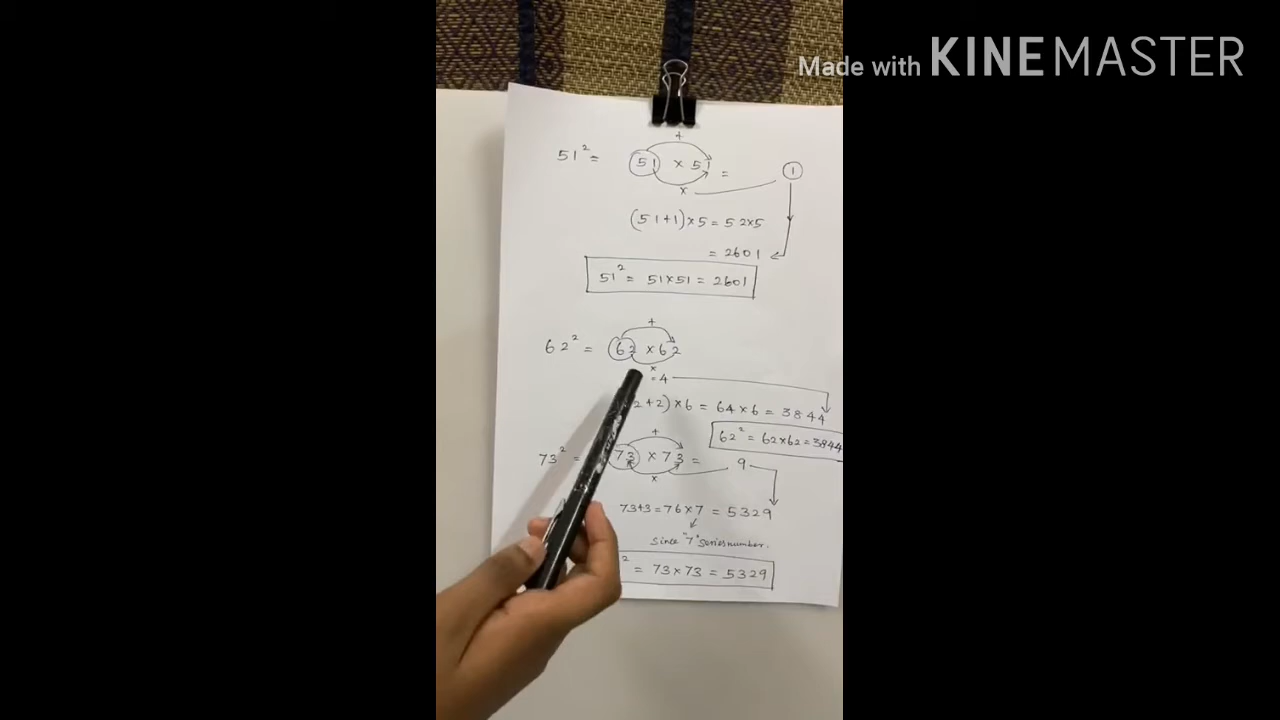 Made with KINEMASTER
+
51² = 51 × 51 = 1
×
(51+1)×5 = 52×5
= 2601
51² = 51×51 = 2601
+
62² = 62 × 62
×
= 4
2+2)×6 = 64×6 = 3844
62² = 62×62 = 3844
+
73² = 73 × 73 = 9
×
73+3 = 76×7 = 5329
since "7" series number.
² = 73×73 = 5329